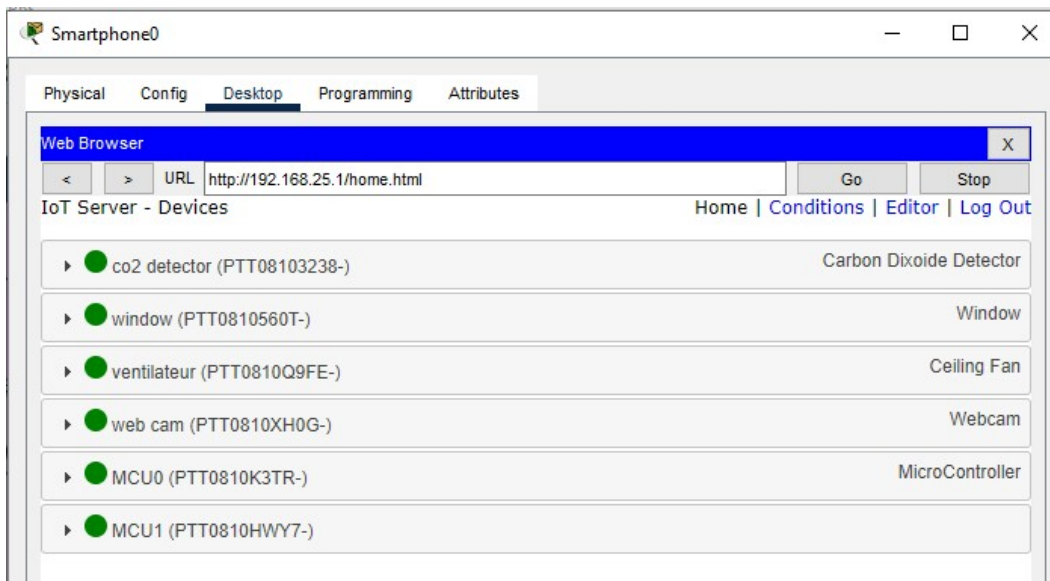 Smartphone0
Physical Config Desktop Programming Attributes
Web Browser X
< > URL http://192.168.25.1/home.html Go Stop
IoT Server - Devices Home | Conditions | Editor | Log Out
co2 detector (PTT08103238-) Carbon Dixoide Detector
window (PTT0810560T-) Window
ventilateur (PTT0810Q9FE-) Ceiling Fan
web cam (PTT0810XH0G-) Webcam
MCU0 (PTT0810K3TR-) MicroController
MCU1 (PTT0810HWY7-)